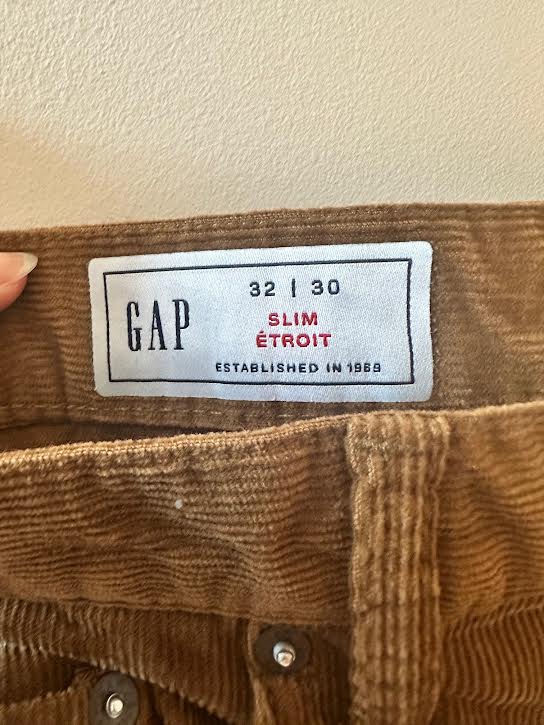 GAP
32 | 30
SLIM
ÉTROIT
ESTABLISHED IN 1969